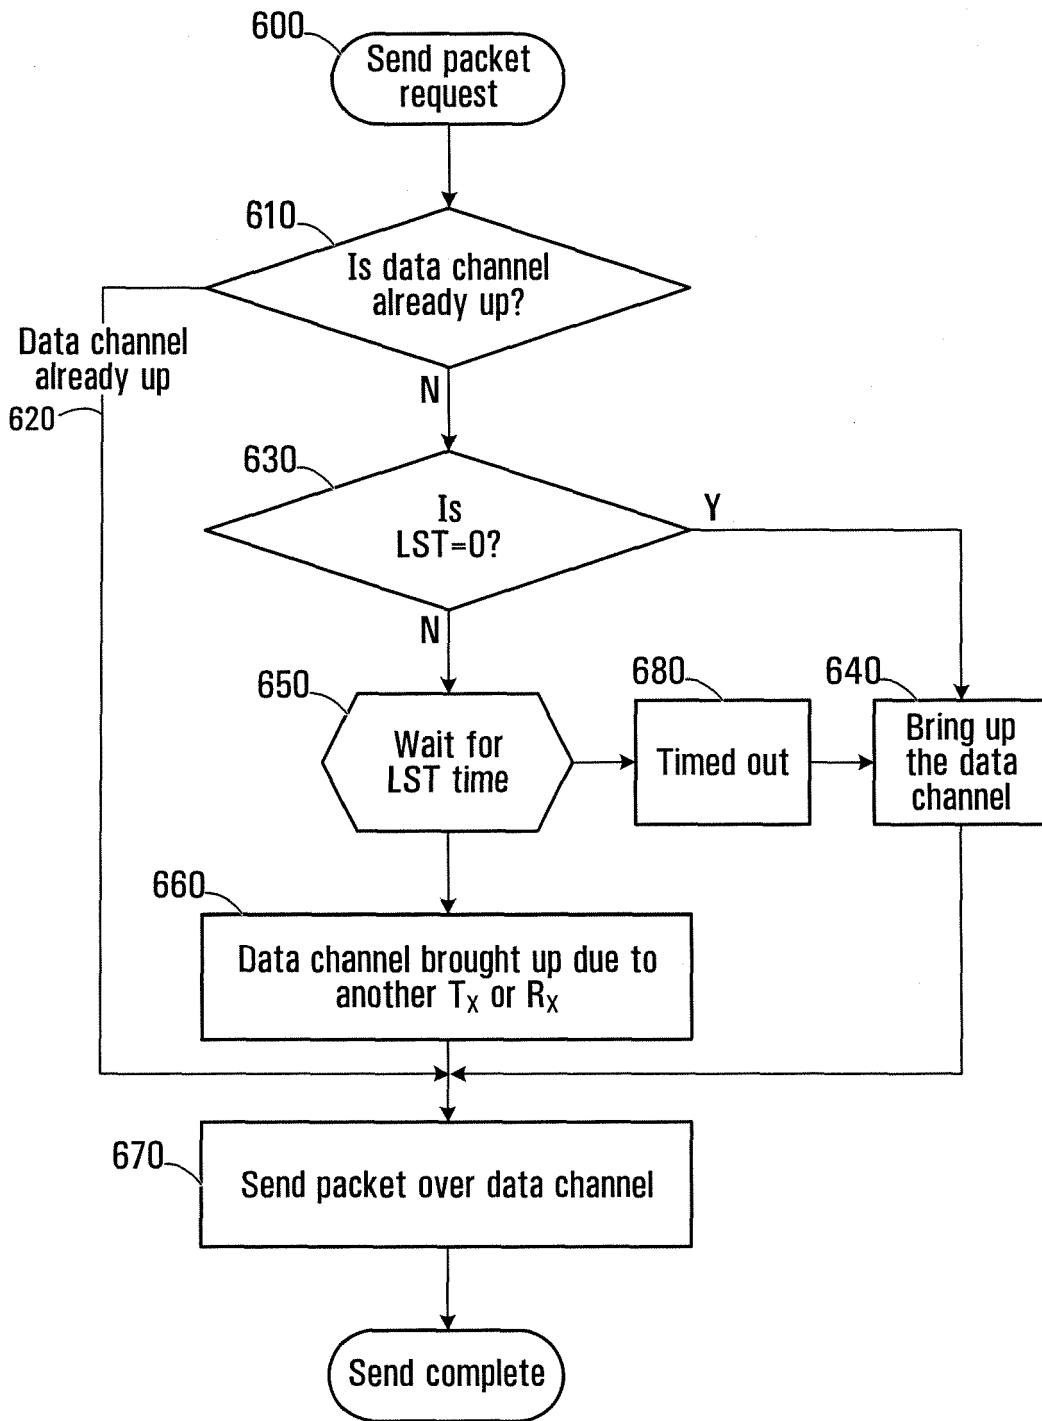 600
Send packet
request
610
Is data channel
already up?
Data channel
already up
620
N
630
Is
LST=0?
Y
N
650
Wait for
LST time
680
Timed out
640
Bring up
the data
channel
660
Data channel brought up due to
another TX or RX
670
Send packet over data channel
Send complete